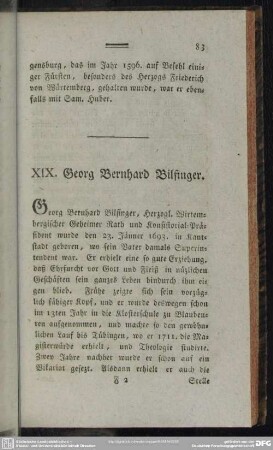 83
gensburg, das im Jahr 1596. auf Befehl eini-
ger Fürsten, besonders des Herzogs Friederich
von Würtemberg, gehalten wurde, war er eben-
falls mit Sam. Huber.
XIX. Georg Bernhard Bilfinger.
Georg Bernhard Bilfinger, Herzogl. Wirtem-
bergischer Geheimer Rath und Konsistorial-Prä-
sident wurde den 23. Jänner 1693. in Kant-
stadt geboren, wo sein Vater damals Superin-
tendent war. Er erhielt eine so gute Erziehung,
daß Ehrfurcht vor Gott und Fleiß in nüzlichen
Geschäften sein ganzes Leben hindurch ihm ei-
gen blieb. Frühe zeigte sich sein vorzüg-
lich fähiger Kopf, und er wurde deswegen schon
im 13ten Jahr in die Klosterschule zu Blaubeu-
ren aufgenommen, und machte so den gewöhn-
lichen Lauf bis Tübingen, wo er 1711. die Ma-
gisterwürde erhielt, und Theologie studirte.
Zwey Jahre nachher wurde er schon auf ein
Vikariat gesezt. Alsdann erhielt er auch die
F 2 Stelle